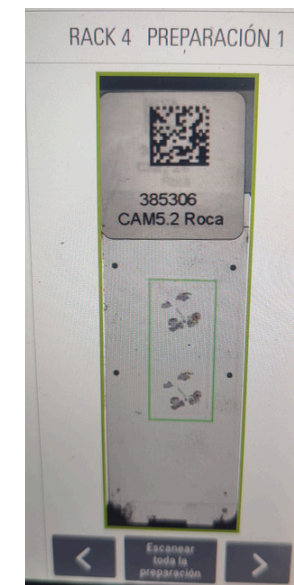 RACK 4 PREPARACIÓN 1
385306
CAM5.2 Roca
Escanear
toda la
preparación